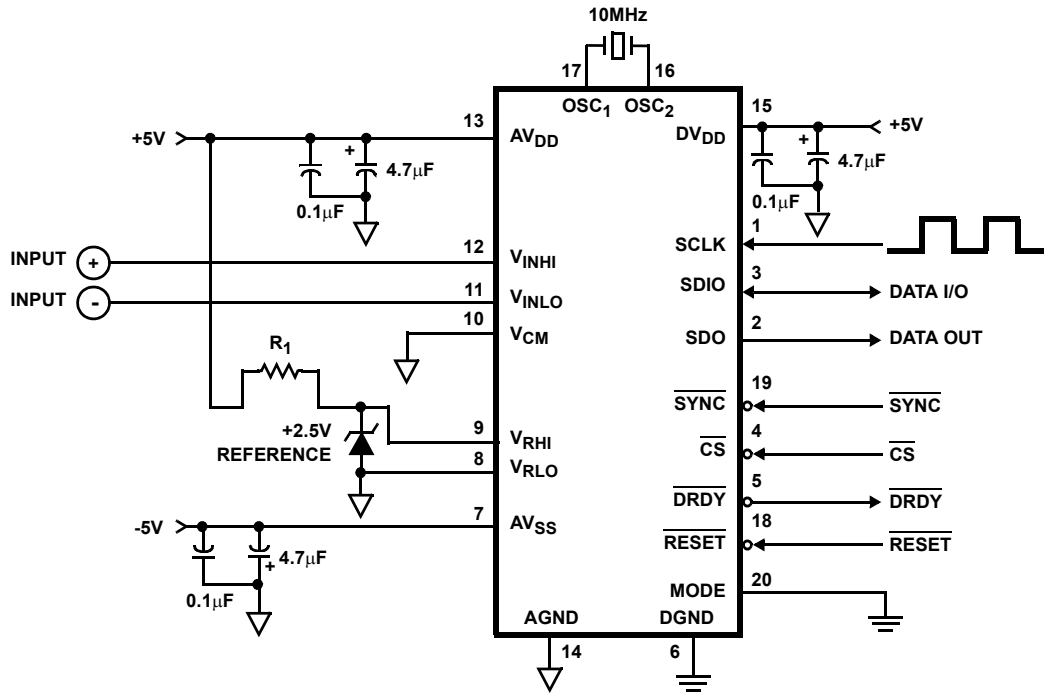 10MHz
17
16
OSC1
OSC2
15
13
+5V
AVDD
DVDD
+5V
+
4.7μF
0.1μF
+
4.7μF
0.1μF
1
SCLK
12
INPUT
+
VINHI
3
SDIO
DATA I/O
11
INPUT
-
VINLO
10
VCM
2
SDO
DATA OUT
R1
19
SYNC
SYNC
+2.5V
REFERENCE
9
VRHI
4
CS
CS
8
VRLO
5
DRDY
DRDY
7
-5V
AVSS
18
RESET
RESET
4.7μF
+
0.1μF
20
MODE
AGND
DGND
14
6